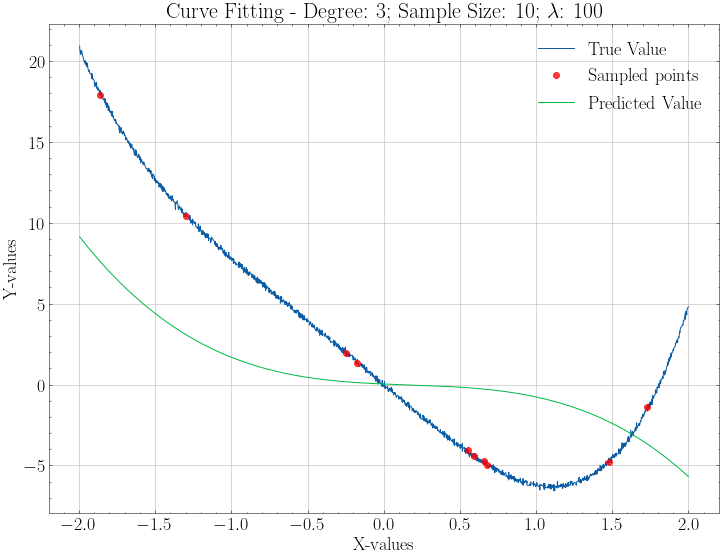 Curve Fitting - Degree: 3; Sample Size: 10; λ: 100
True Value
Sampled points
Predicted Value
Y-values
20
15
10
5
0
−5
−2.0 −1.5 −1.0 −0.5 0.0 0.5 1.0 1.5 2.0
X-values